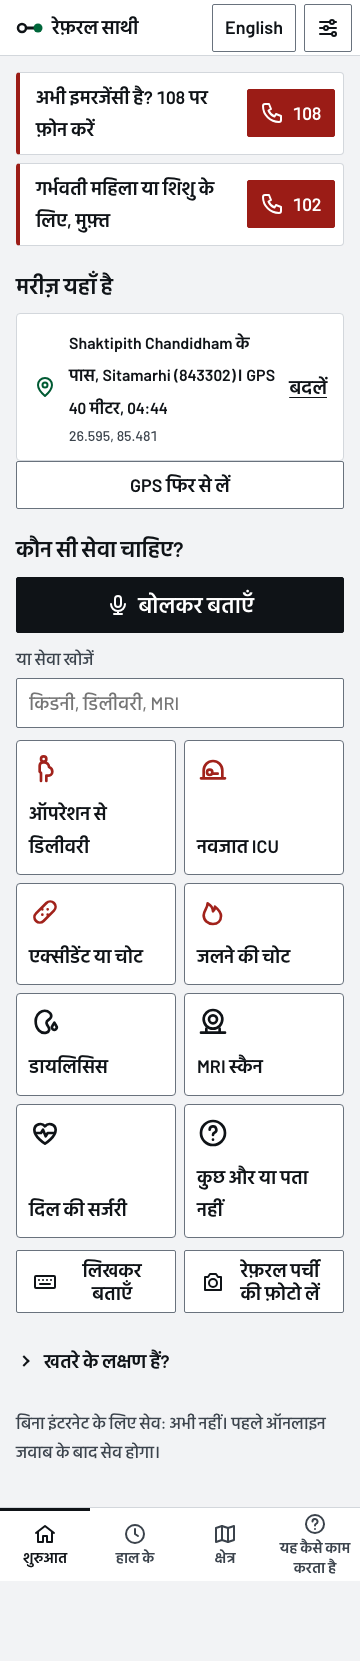 रेफ़रल साथी
English
अभी इमरजेंसी है? 108 पर
फ़ोन करें
108
गर्भवती महिला या शिशु के
लिए, मुफ़्त
102
मरीज़ यहाँ है
Shaktipith Chandidham के
पास, Sitamarhi (843302)। GPS
40 मीटर, 04:44
26.595, 85.481
बदलें
GPS फिर से लें
कौन सी सेवा चाहिए?
बोलकर बताएँ
या सेवा खोजें
किडनी, डिलीवरी, MRI
ऑपरेशन से
डिलीवरी
नवजात ICU
एक्सीडेंट या चोट
जलने की चोट
डायलिसिस
MRI स्कैन
दिल की सर्जरी
कुछ और या पता
नहीं
लिखकर
बताएँ
रेफ़रल पर्ची
की फ़ोटो लें
खतरे के लक्षण हैं?
बिना इंटरनेट के लिए सेव: अभी नहीं। पहले ऑनलाइन
जवाब के बाद सेव होगा।
शुरुआत
हाल के
क्षेत्र
यह कैसे काम
करता है